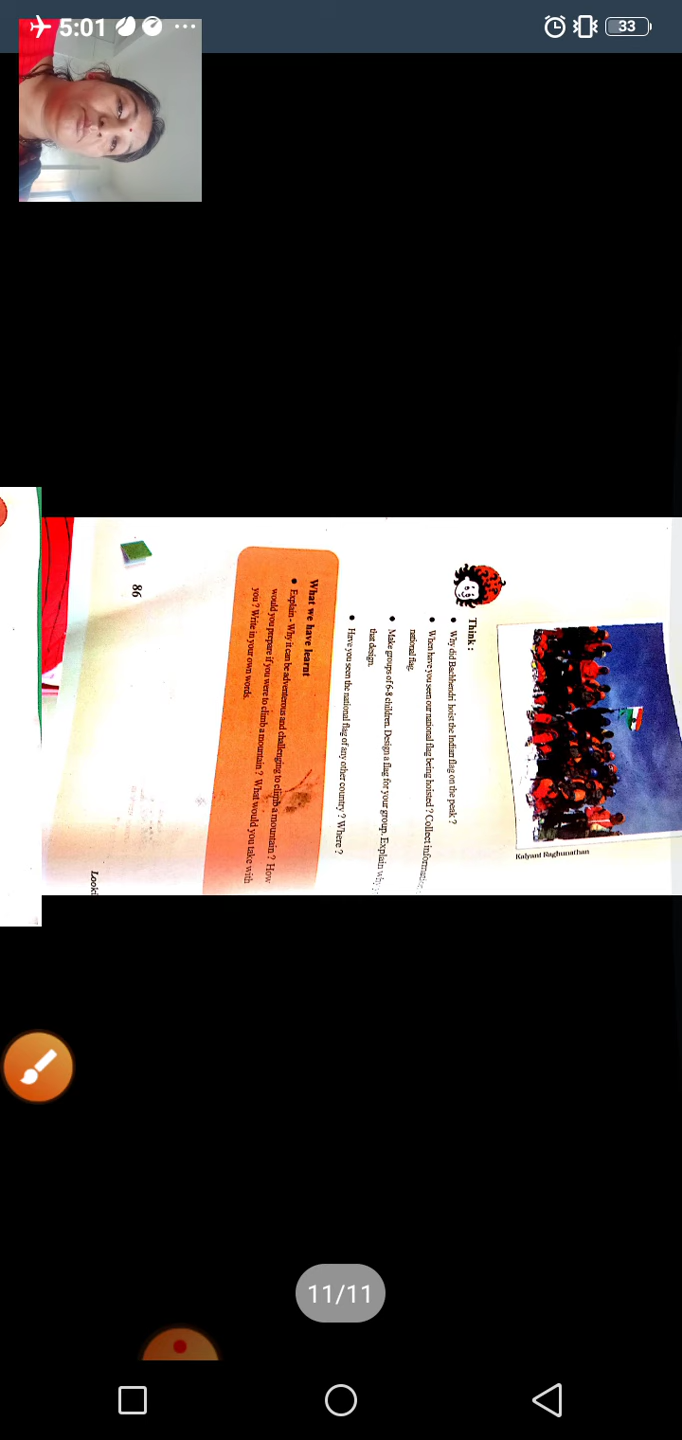 5:01
33
Kalyani Raghunathan
Think :
• Why did Bachhendri hoist the Indian flag on the peak ?
• When have you seen our national flag being hoisted ? Collect information
national flag.
• Make groups of 6-8 children. Design a flag for your group. Explain why
that design.
• Have you seen the national flag of any other country ? Where ?
What we have learnt
• Explain - Why it can be adventerous and challenging to climb a mountain ? How
would you prepare if you were to climb a mountain ? What would you take with
you ? Write in your own words.
86
Looki
11/11